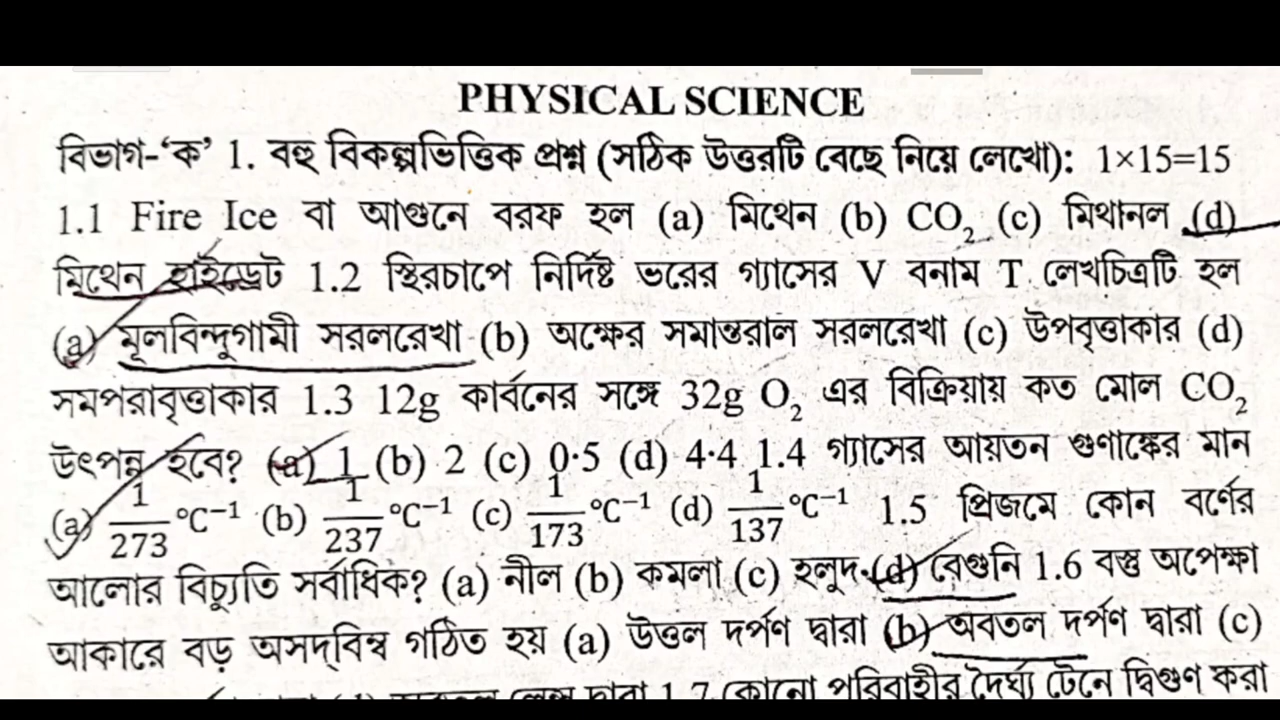 PHYSICAL SCIENCE
বিভাগ-‘ক’ 1. বহু বিকল্পভিত্তিক প্রশ্ন (সঠিক উত্তরটি বেছে নিয়ে লেখো): 1×15=15
1.1 Fire Ice বা আগুনে বরফ হল (a) মিথেন (b) CO₂ (c) মিথানল (d)
মিথেন হাইড্রেট 1.2 স্থিরচাপে নির্দিষ্ট ভরের গ্যাসের V বনাম T লেখচিত্রটি হল
(a) মূলবিন্দুগামী সরলরেখা (b) অক্ষের সমান্তরাল সরলরেখা (c) উপবৃত্তাকার (d)
সমপরাবৃত্তাকার 1.3 12g কার্বনের সঙ্গে 32g O₂ এর বিক্রিয়ায় কত মোল CO₂
উৎপন্ন হবে? (a) 1 (b) 2 (c) 0·5 (d) 4·4 1.4 গ্যাসের আয়তন গুণাঙ্কের মান
(a) 1/273 °C⁻¹ (b) 1/237 °C⁻¹ (c) 1/173 °C⁻¹ (d) 1/137 °C⁻¹ 1.5 প্রিজমে কোন বর্ণের
আলোর বিচ্যুতি সর্বাধিক? (a) নীল (b) কমলা (c) হলুদ (d) বেগুনি 1.6 বস্তু অপেক্ষা
আকারে বড় অসদ্‌বিম্ব গঠিত হয় (a) উত্তল দর্পণ দ্বারা (b) অবতল দর্পণ দ্বারা (c)
লেন্স দ্বারা 1.7 কোনো পরিবাহীর দৈর্ঘ্য টেনে দ্বিগুণ করা